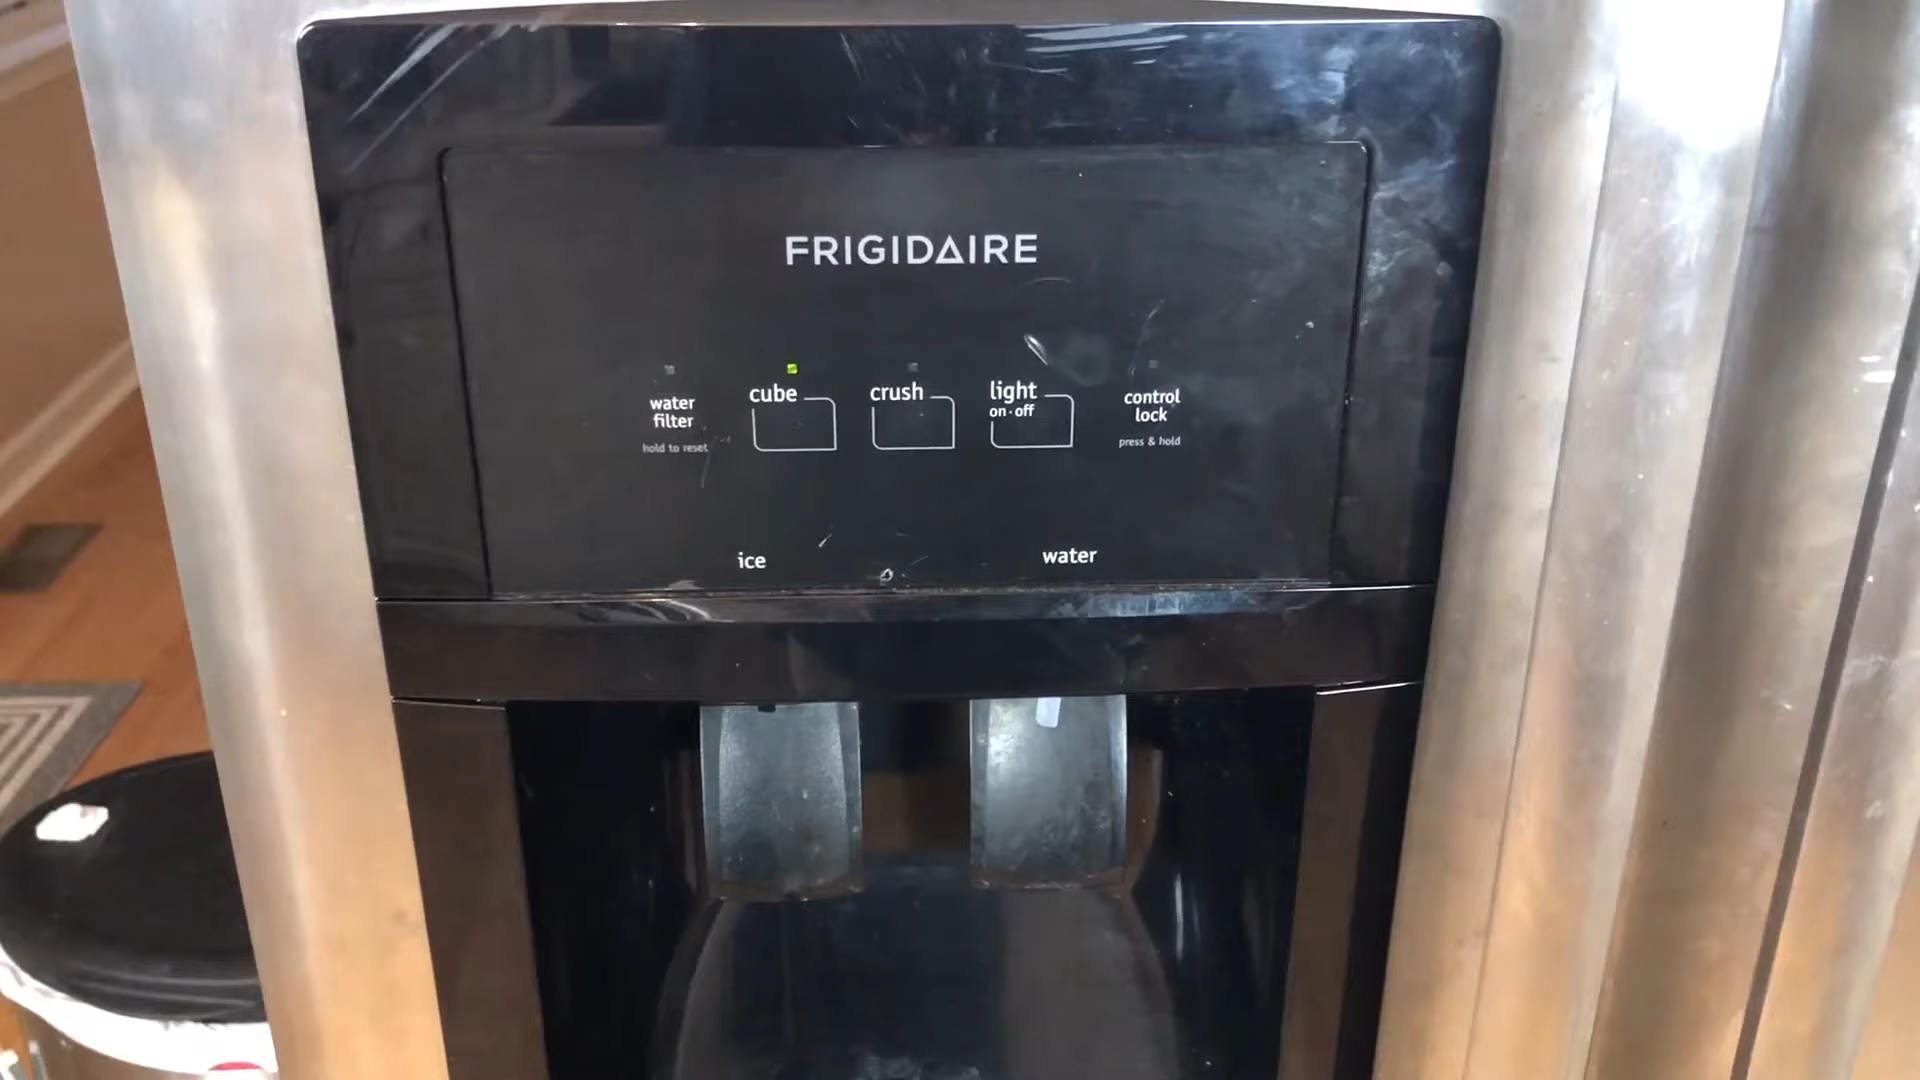 FRIGIDAIRE
water
filter
hold to reset
cube
crush
light
on·off
control
lock
press & hold
ice
water